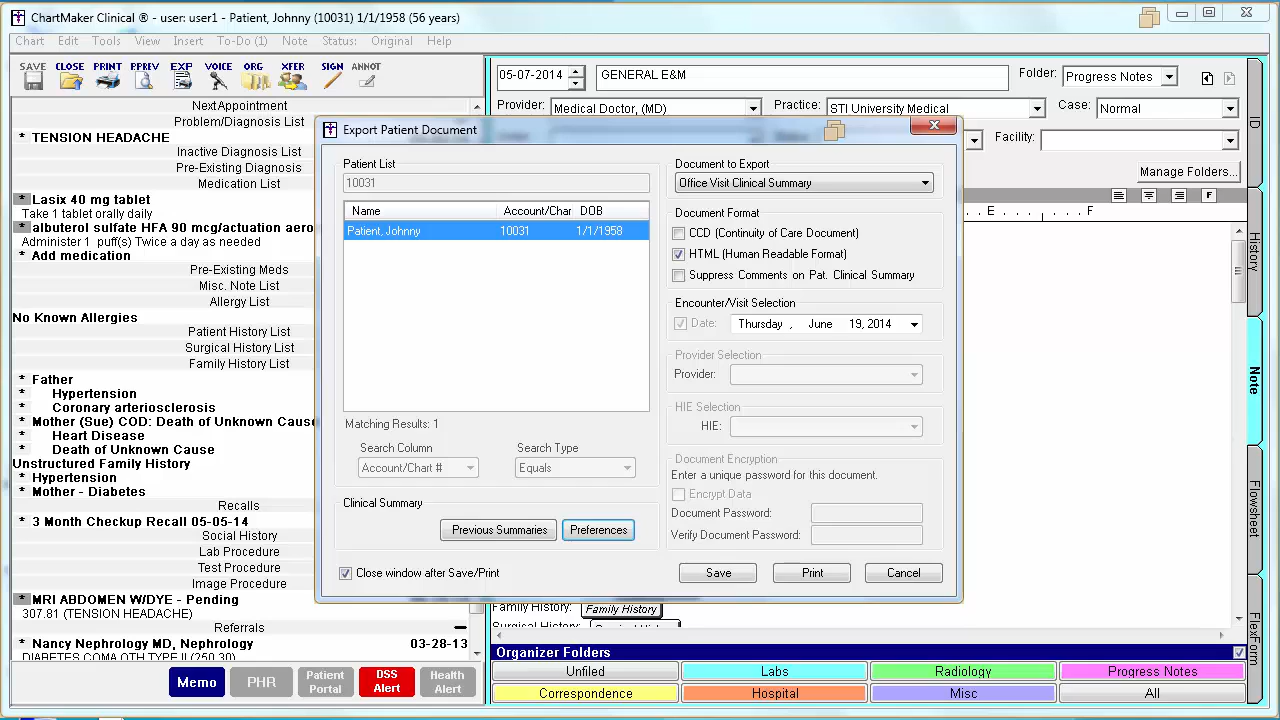 ChartMaker Clinical ® - user: user1 - Patient, Johnny (10031) 1/1/1958 (56 years)
Chart Edit Tools View Insert To-Do (1) Note Status: Original Help
SAVE CLOSE PRINT PPREV EXP VOICE ORG XFER SIGN ANNOT
NextAppointment
Problem/Diagnosis List
* TENSION HEADACHE
Inactive Diagnosis List
Pre-Existing Diagnosis
Medication List
* Lasix 40 mg tablet
Take 1 tablet orally daily
* albuterol sulfate HFA 90 mcg/actuation aero
Administer 1 puff(s) Twice a day as needed
* Add medication
Pre-Existing Meds
Misc. Note List
Allergy List
No Known Allergies
Patient History List
Surgical History List
Family History List
* Father
* Hypertension
* Coronary arteriosclerosis
* Mother (Sue) COD: Death of Unknown Cause
* Heart Disease
* Death of Unknown Cause
Unstructured Family History
* Hypertension
* Mother - Diabetes
Recalls
* 3 Month Checkup Recall 05-05-14
Social History
Lab Procedure
Test Procedure
Image Procedure
* MRI ABDOMEN W/DYE - Pending
307.81 (TENSION HEADACHE)
Referrals
* Nancy Nephrology MD, Nephrology 03-28-13
DIABETES COMA OTH TYPE II (250.30)
Memo PHR Patient Portal DSS Alert Health Alert
05-07-2014 GENERAL E&M Folder: Progress Notes
Provider: Medical Doctor, (MD) Practice: STI University Medical Case: Normal
Facility:
Manage Folders...
F
E F
ID
History
Note
Flowsheet
FlexForm
Export Patient Document
Patient List
10031
Name Account/Char DOB
Patient, Johnny 10031 1/1/1958
Matching Results: 1
Search Column Search Type
Account/Chart # Equals
Clinical Summary
Previous Summaries Preferences
Close window after Save/Print
Document to Export
Office Visit Clinical Summary
Document Format
CCD (Continuity of Care Document)
HTML (Human Readable Format)
Suppress Comments on Pat. Clinical Summary
Encounter/Visit Selection
Date: Thursday , June 19, 2014
Provider Selection
Provider:
HIE Selection
HIE:
Document Encryption
Enter a unique password for this document.
Encrypt Data
Document Password:
Verify Document Password:
Save Print Cancel
Family History: Family History
Surgical History:
Organizer Folders
Unfiled Labs Radiology Progress Notes
Correspondence Hospital Misc All